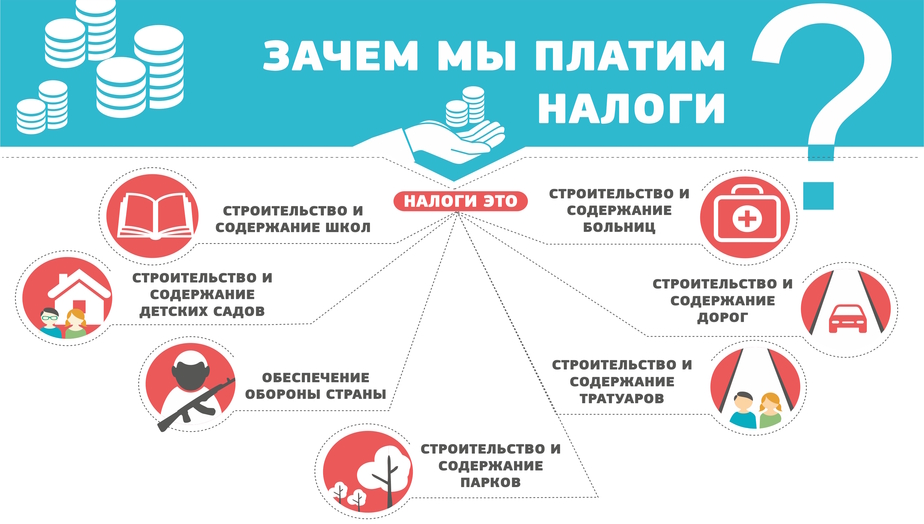 ЗАЧЕМ МЫ ПЛАТИМ
НАЛОГИ
?
НАЛОГИ ЭТО
СТРОИТЕЛЬСТВО И
СОДЕРЖАНИЕ ШКОЛ
СТРОИТЕЛЬСТВО И
СОДЕРЖАНИЕ
ДЕТСКИХ САДОВ
ОБЕСПЕЧЕНИЕ
ОБОРОНЫ СТРАНЫ
СТРОИТЕЛЬСТВО И
СОДЕРЖАНИЕ
ПАРКОВ
СТРОИТЕЛЬСТВО И
СОДЕРЖАНИЕ
БОЛЬНИЦ
СТРОИТЕЛЬСТВО И
СОДЕРЖАНИЕ
ДОРОГ
СТРОИТЕЛЬСТВО И
СОДЕРЖАНИЕ
ТРАТУАРОВ